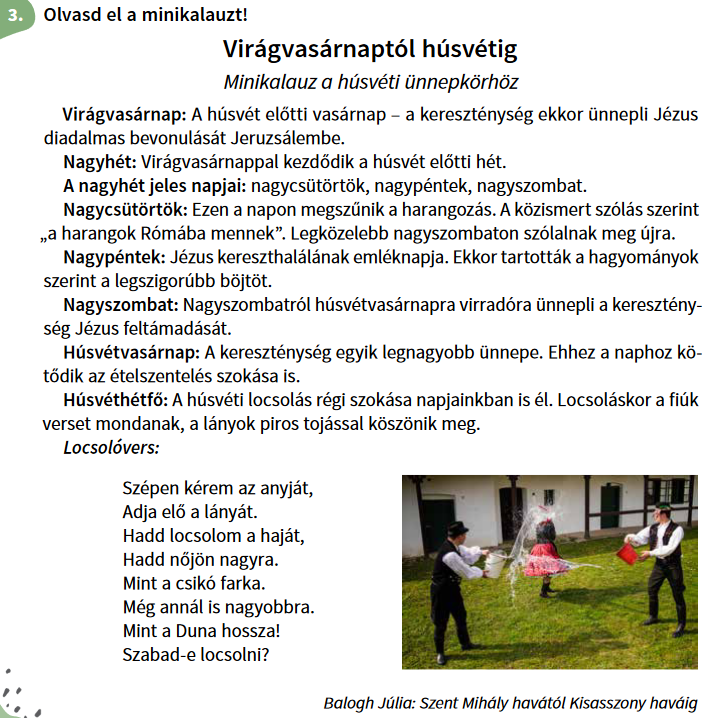 3. Olvasd el a minikalauzt!
Virágvasárnaptól húsvétig
Minikalauz a húsvéti ünnepkörhöz
Virágvasárnap: A húsvét előtti vasárnap – a kereszténység ekkor ünnepli Jézus
diadalmas bevonulását Jeruzsálembe.
Nagyhét: Virágvasárnappal kezdődik a húsvét előtti hét.
A nagyhét jeles napjai: nagycsütörtök, nagypéntek, nagyszombat.
Nagycsütörtök: Ezen a napon megszűnik a harangozás. A közismert szólás szerint
„a harangok Rómába mennek”. Legközelebb nagyszombaton szólalnak meg újra.
Nagypéntek: Jézus kereszthalálának emléknapja. Ekkor tartották a hagyományok
szerint a legszigorúbb böjtöt.
Nagyszombat: Nagyszombatról húsvétvasárnapra virradóra ünnepli a keresztény-
ség Jézus feltámadását.
Húsvétvasárnap: A kereszténység egyik legnagyobb ünnepe. Ehhez a naphoz kö-
tődik az ételszentelés szokása is.
Húsvéthétfő: A húsvéti locsolás régi szokása napjainkban is él. Locsoláskor a fiúk
verset mondanak, a lányok piros tojással köszönik meg.
Locsolóvers:
Szépen kérem az anyját,
Adja elő a lányát.
Hadd locsolom a haját,
Hadd nőjön nagyra.
Mint a csikó farka.
Még annál is nagyobbra.
Mint a Duna hossza!
Szabad-e locsolni?
Balogh Júlia: Szent Mihály havától Kisasszony haváig